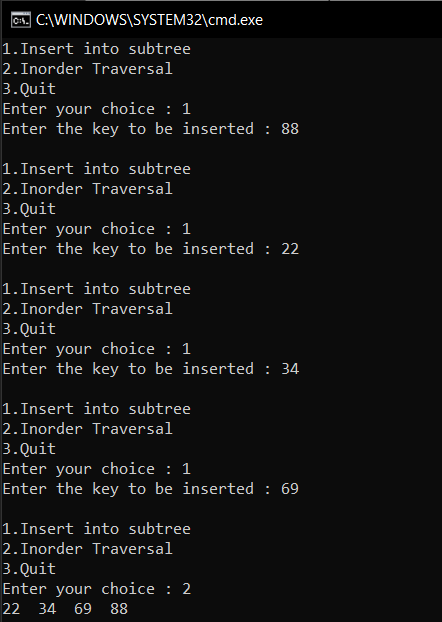 C:\WINDOWS\SYSTEM32\cmd.exe
1.Insert into subtree
2.Inorder Traversal
3.Quit
Enter your choice : 1
Enter the key to be inserted : 88
1.Insert into subtree
2.Inorder Traversal
3.Quit
Enter your choice : 1
Enter the key to be inserted : 22
1.Insert into subtree
2.Inorder Traversal
3.Quit
Enter your choice : 1
Enter the key to be inserted : 34
1.Insert into subtree
2.Inorder Traversal
3.Quit
Enter your choice : 1
Enter the key to be inserted : 69
1.Insert into subtree
2.Inorder Traversal
3.Quit
Enter your choice : 2
22  34  69  88